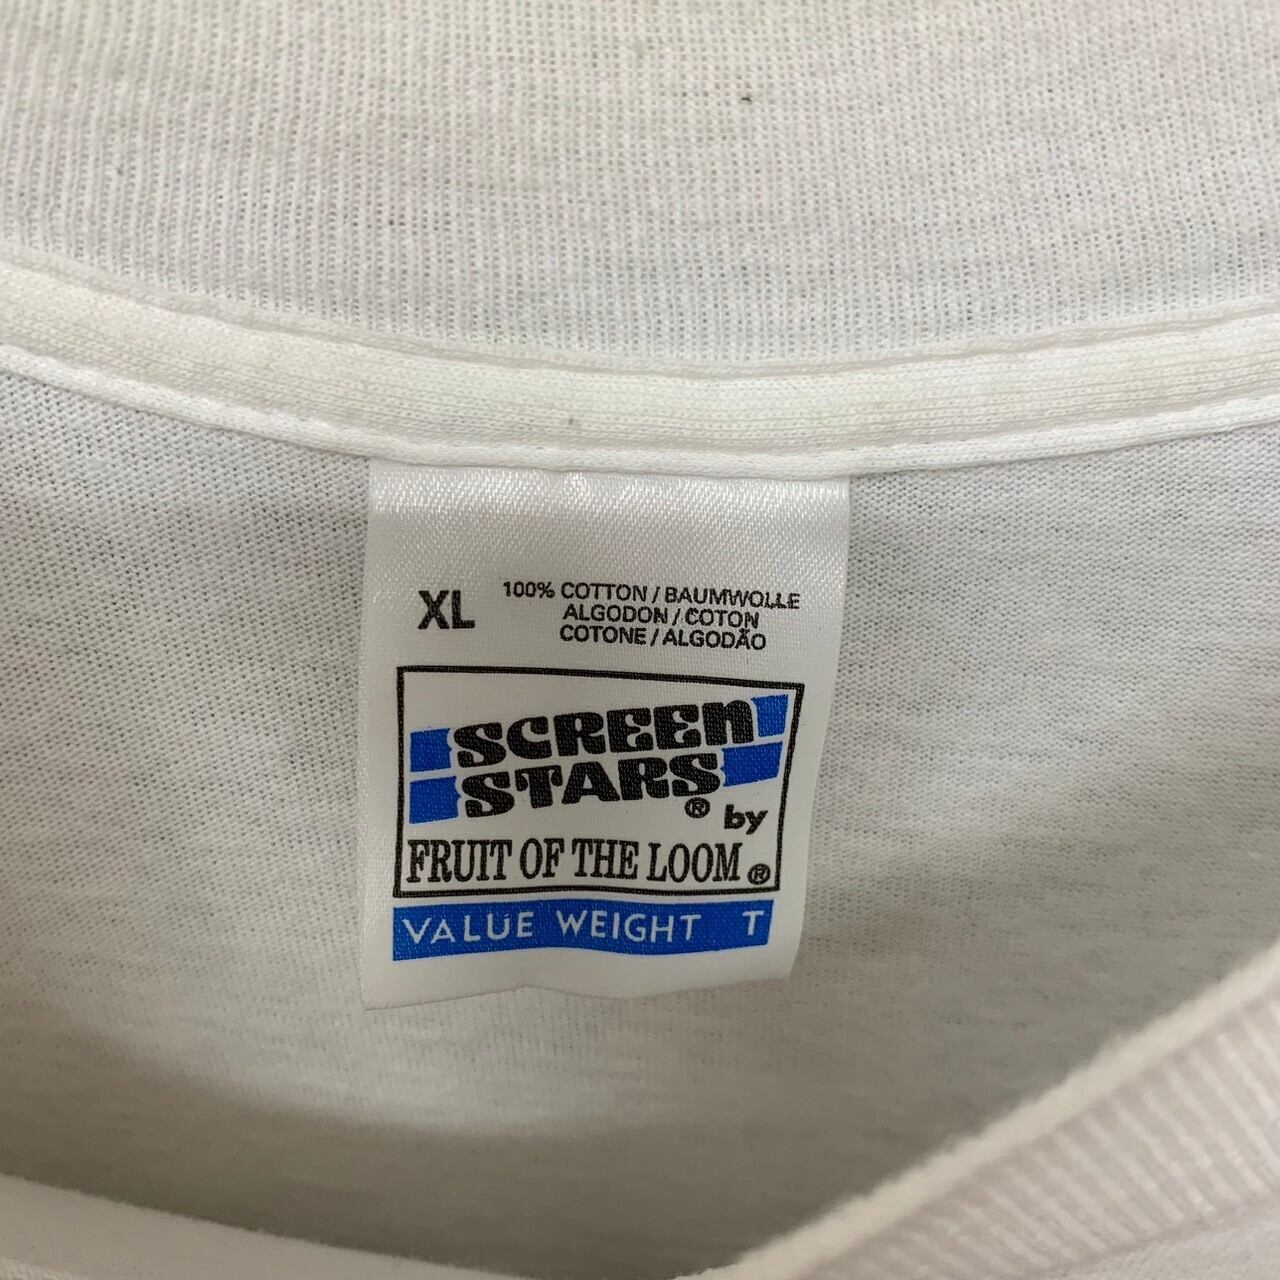 XL
100% COTTON / BAUMWOLLE
ALGODON / COTON
COTONE / ALGODÃO
SCREEN
STARS® by
FRUIT OF THE LOOM®
VALUE WEIGHT T